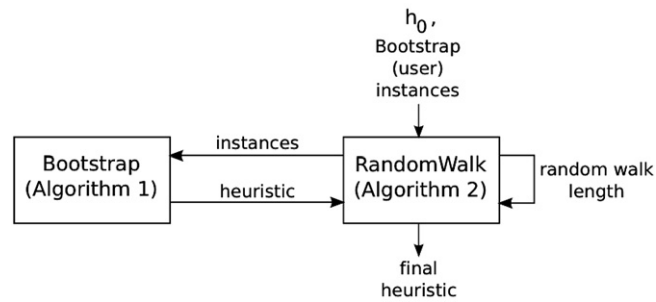 h₀,
Bootstrap
(user)
instances
Bootstrap
(Algorithm 1)
instances
heuristic
RandomWalk
(Algorithm 2)
random walk
length
final
heuristic